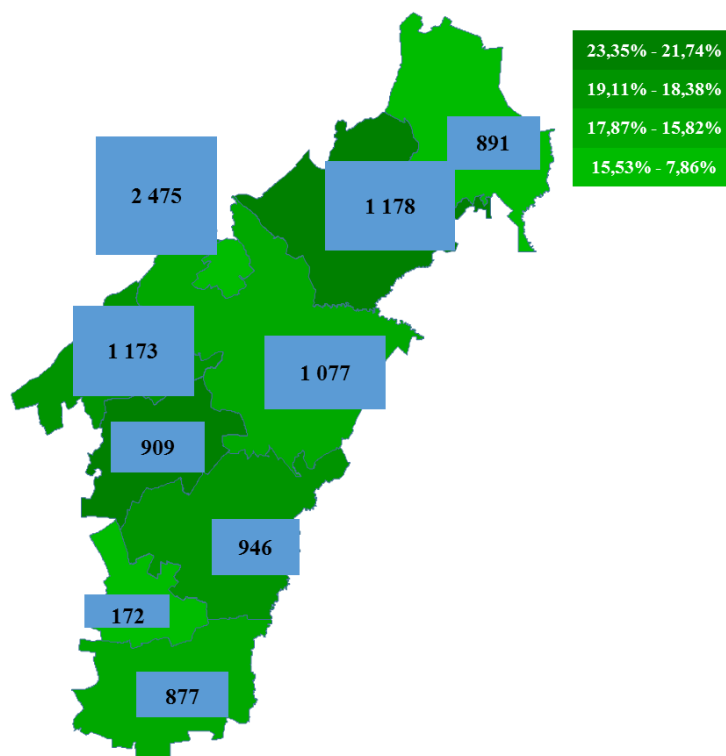 23,35% - 21,74%
19,11% - 18,38%
17,87% - 15,82%
15,53% - 7,86%
891
2 475
1 178
1 173
1 077
909
946
172
877